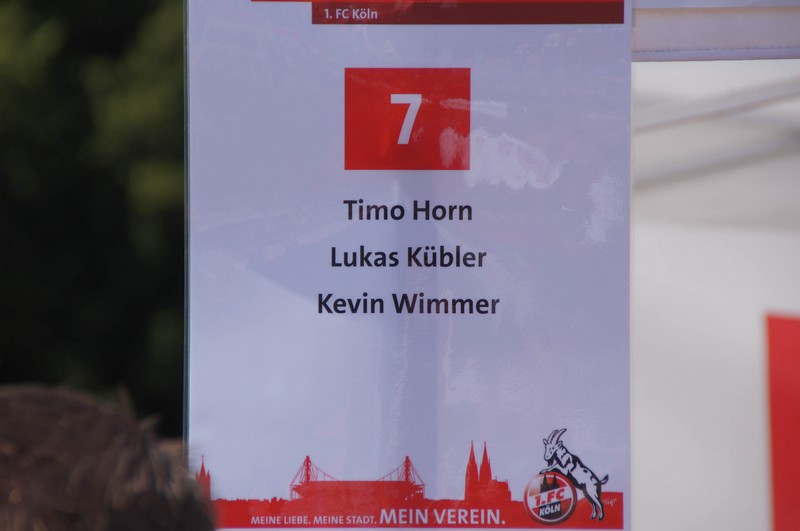 1. FC Köln
7
Timo Horn
Lukas Kübler
Kevin Wimmer
MEINE LIEBE. MEINE STADT. MEIN VEREIN.
1.FC
KÖLN